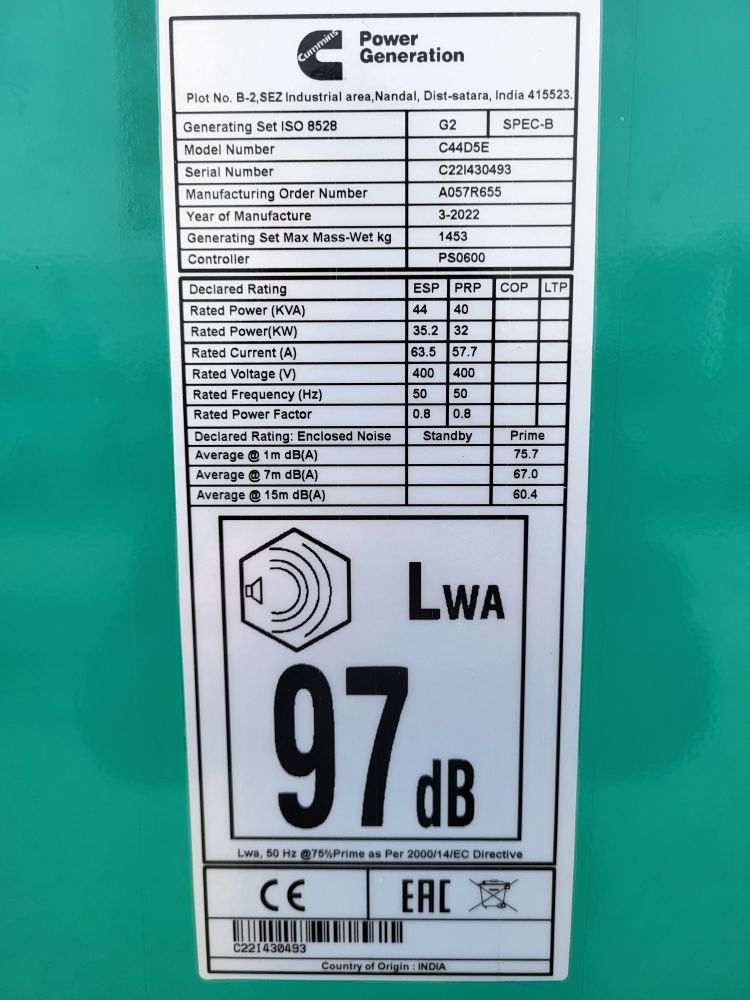 Cummins
Power
Generation
Plot No. B-2,SEZ Industrial area,Nandal, Dist-satara, India 415523.
Generating Set ISO 8528 G2 SPEC-B
Model Number C44D5E
Serial Number C22I430493
Manufacturing Order Number A057R655
Year of Manufacture 3-2022
Generating Set Max Mass-Wet kg 1453
Controller PS0600
Declared Rating ESP PRP COP LTP
Rated Power (KVA) 44 40
Rated Power(KW) 35.2 32
Rated Current (A) 63.5 57.7
Rated Voltage (V) 400 400
Rated Frequency (Hz) 50 50
Rated Power Factor 0.8 0.8
Declared Rating: Enclosed Noise Standby Prime
Average @ 1m dB(A) 75.7
Average @ 7m dB(A) 67.0
Average @ 15m dB(A) 60.4
LWA
97 dB
Lwa, 50 Hz @75%Prime as Per 2000/14/EC Directive
CE EAC
C22I430493
Country of Origin : INDIA